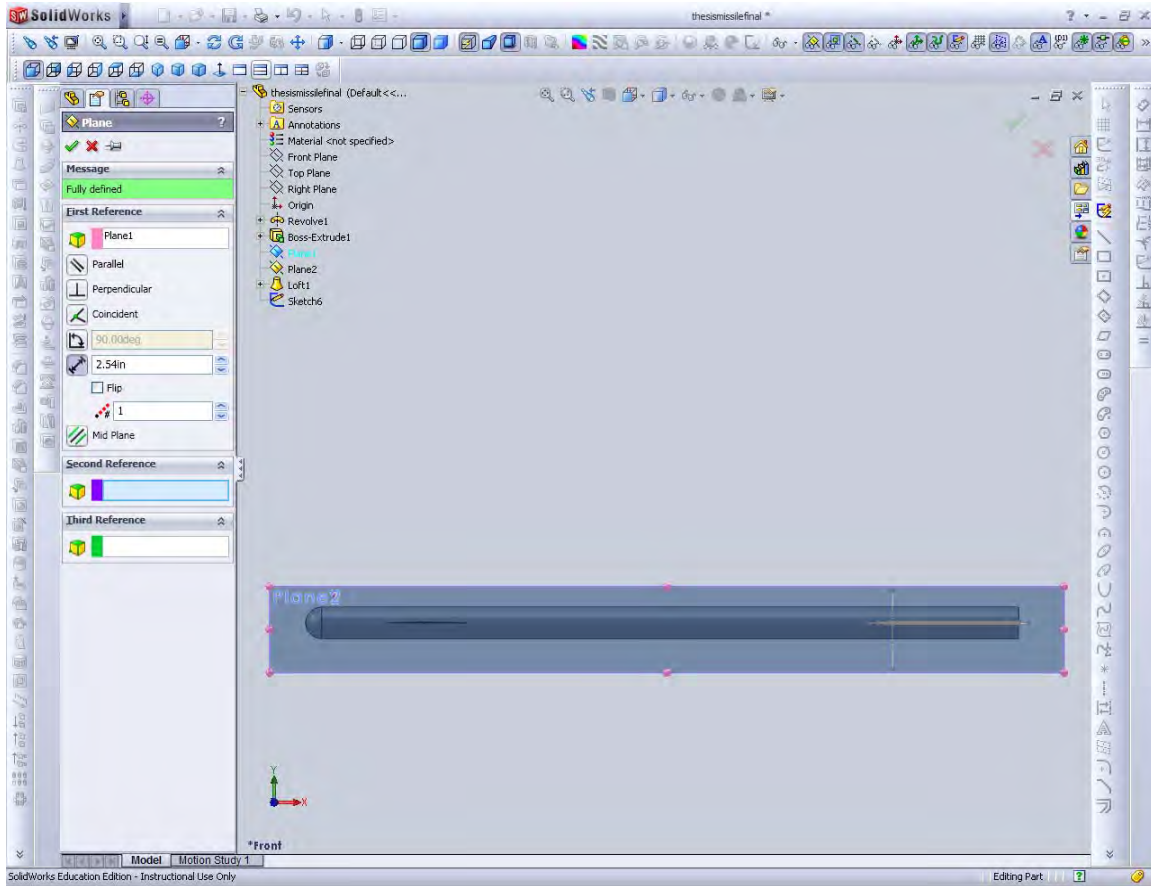 SolidWorks
thesismissilefinal *
Plane
?
Message
Fully defined
First Reference
Plane1
Parallel
Perpendicular
Coincident
90.00deg
2.54in
Flip
1
Mid Plane
Second Reference
Third Reference
thesismissilefinal (Default<<...
Sensors
Annotations
Material <not specified>
Front Plane
Top Plane
Right Plane
Origin
Revolve1
Boss-Extrude1
Plane1
Plane2
Loft1
Sketch6
Plane2
Y
X
*Front
Model
Motion Study 1
SolidWorks Education Edition - Instructional Use Only
Editing Part